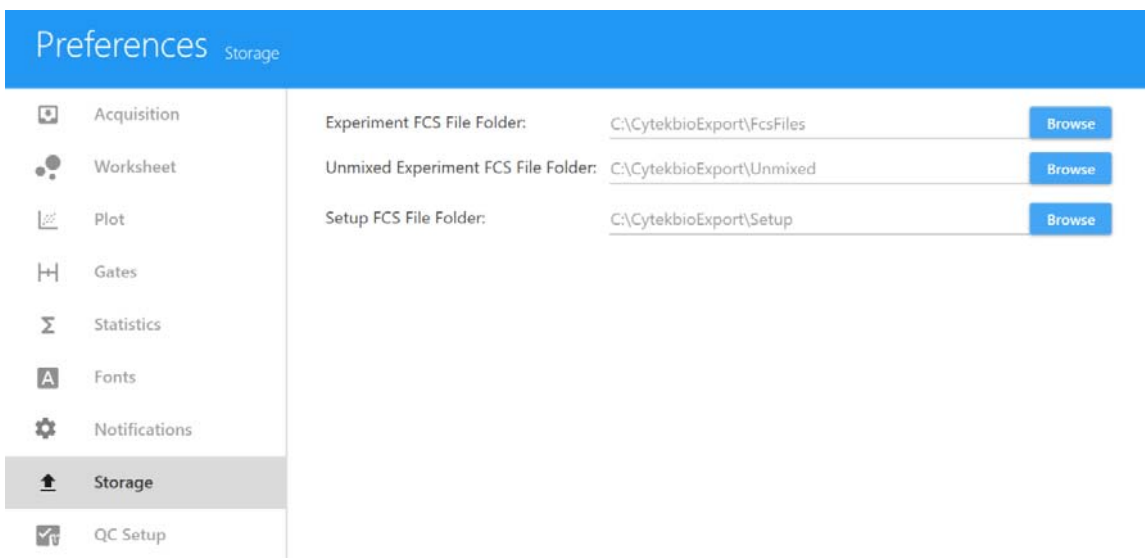 Preferences Storage
Acquisition
Worksheet
Plot
Gates
Statistics
Fonts
Notifications
Storage
QC Setup
Experiment FCS File Folder: C:\CytekbioExport\FcsFiles Browse
Unmixed Experiment FCS File Folder: C:\CytekbioExport\Unmixed Browse
Setup FCS File Folder: C:\CytekbioExport\Setup Browse